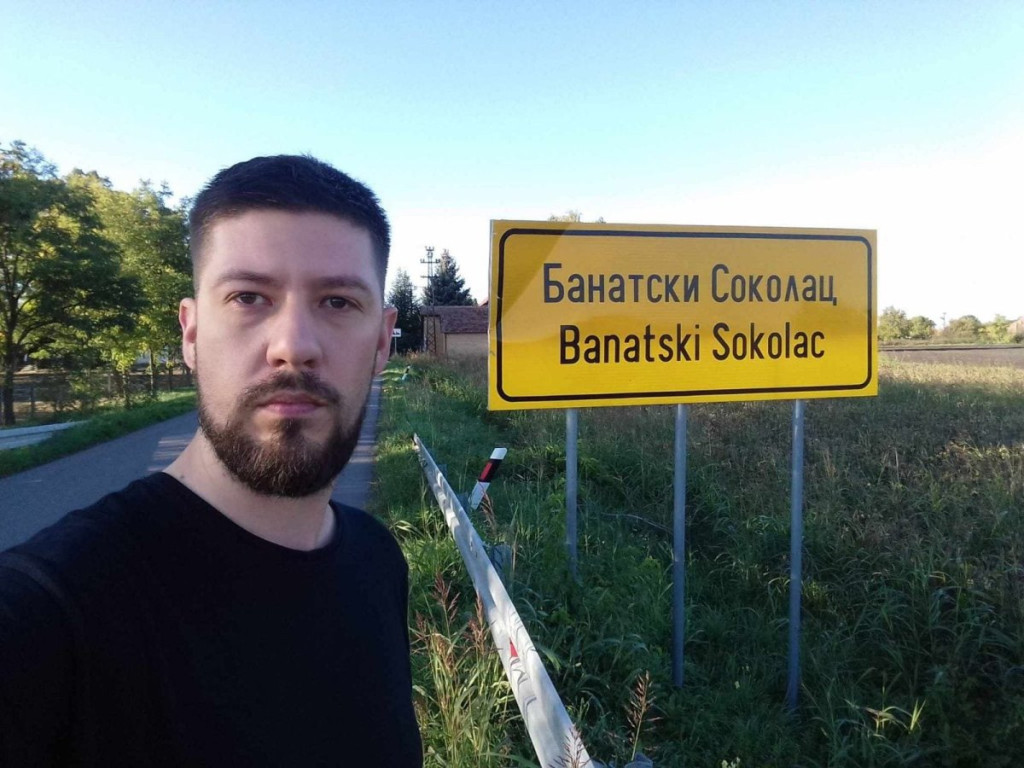 Банатски Соколац
Banatski Sokolac